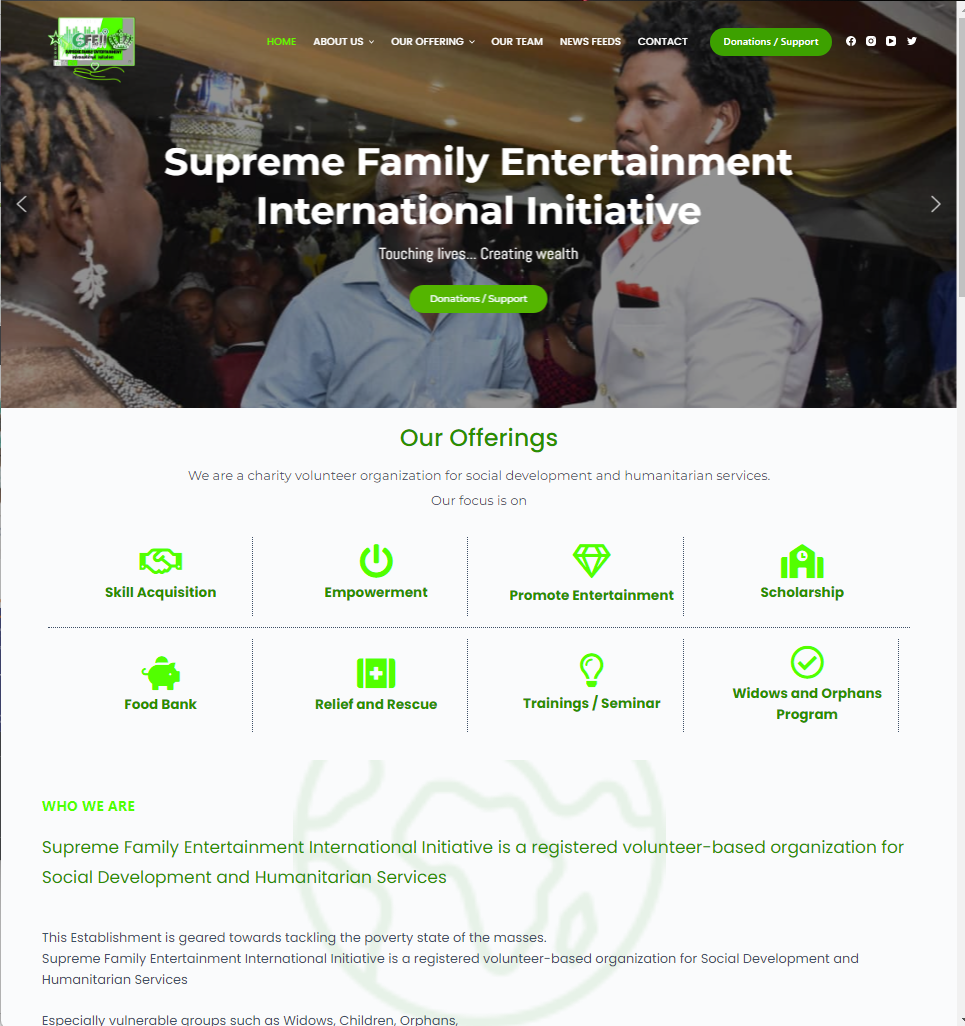 SFEII
SUPREME FAMILY ENTERTAINMENT
International Initiative
HOME ABOUT US OUR OFFERING OUR TEAM NEWS FEEDS CONTACT Donations / Support
Supreme Family Entertainment
International Initiative
Touching lives... Creating wealth
Donations / Support
Our Offerings
We are a charity volunteer organization for social development and humanitarian services.
Our focus is on
Skill Acquisition Empowerment Promote Entertainment Scholarship
Food Bank Relief and Rescue Trainings / Seminar Widows and Orphans
Program
WHO WE ARE
Supreme Family Entertainment International Initiative is a registered volunteer-based organization for
Social Development and Humanitarian Services
This Establishment is geared towards tackling the poverty state of the masses.
Supreme Family Entertainment International Initiative is a registered volunteer-based organization for Social Development and
Humanitarian Services
Especially vulnerable groups such as Widows, Children, Orphans,